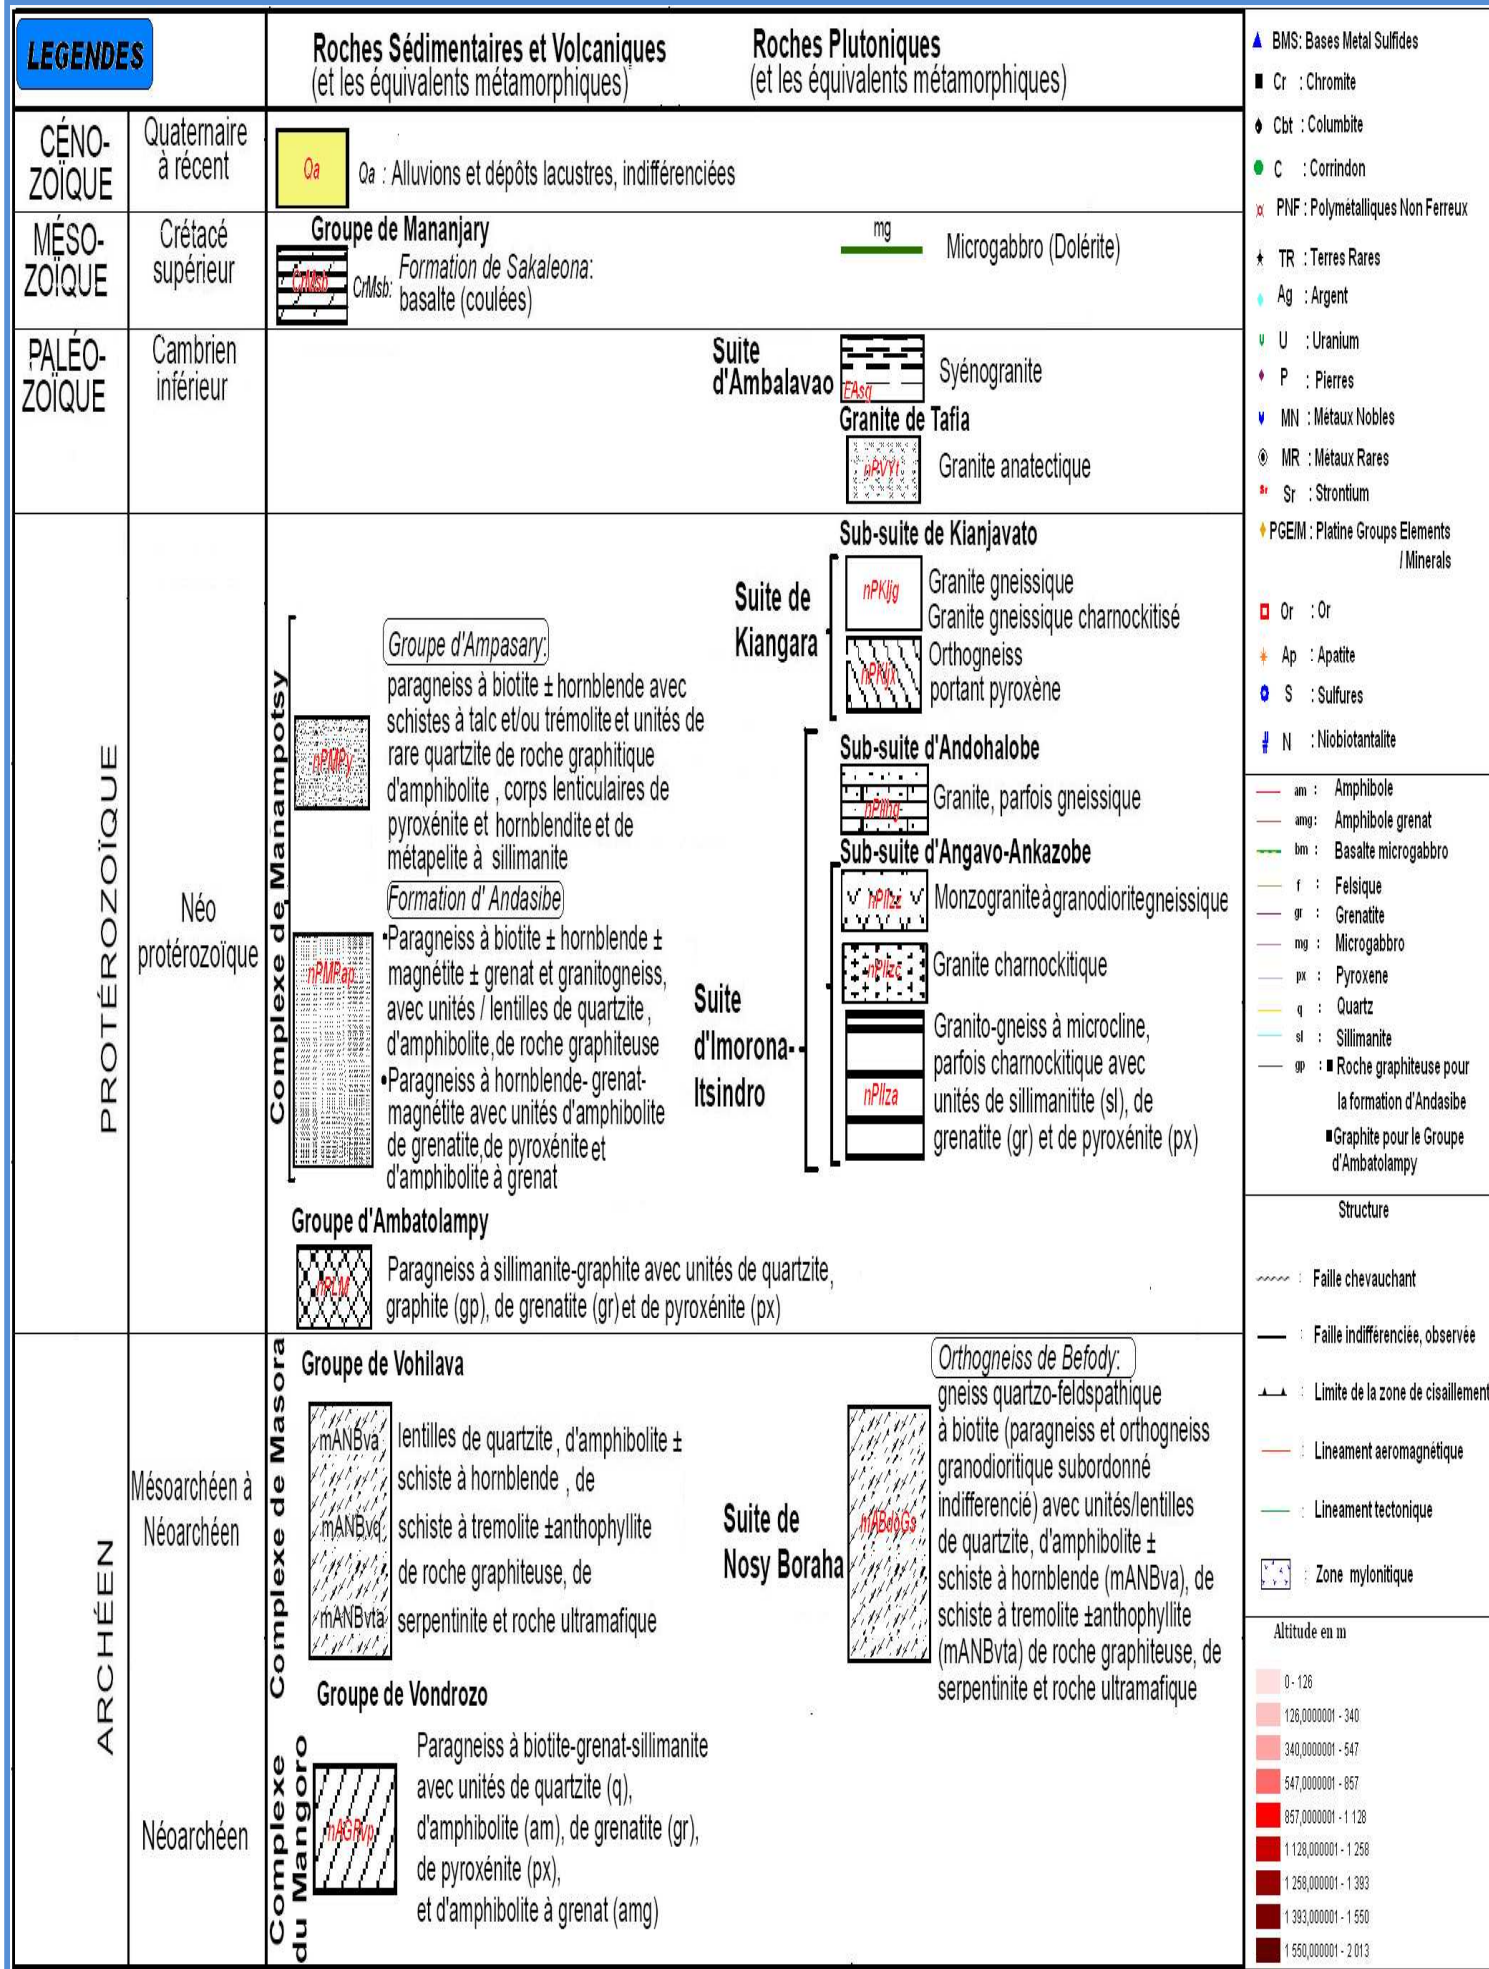 LEGENDES
Roches Sédimentaires et Volcaniques
(et les équivalents métamorphiques)
Roches Plutoniques
(et les équivalents métamorphiques)
CÉNO-
ZOÏQUE
Quaternaire
à récent
Qa
Qa : Alluvions et dépôts lacustres, indifférenciées
MÉSO-
ZOÏQUE
Crétacé
supérieur
Groupe de Mananjary
CrMsb
CrMsb:
Formation de Sakaleona:
basalte (coulées)
mg
Microgabbro (Dolérite)
PALÉO-
ZOÏQUE
Cambrien
inférieur
Suite
d'Ambalavao
EAsg
Syénogranite
Granite de Tafia
nPVYt
Granite anatectique
PROTÉROZOÏQUE
Néo
protérozoïque
Complexe de Manampotsy
Groupe d'Ampasary:
nPMPy
paragneiss à biotite ± hornblende avec
schistes à talc et/ou trémolite et unités de
rare quartzite de roche graphitique
d'amphibolite , corps lenticulaires de
pyroxénite et hornblendite et de
métapelite à sillimanite
Formation d' Andasibe
nPMPap
•Paragneiss à biotite ± hornblende ±
magnétite ± grenat et granitogneiss,
avec unités / lentilles de quartzite ,
d'amphibolite,de roche graphiteuse
•Paragneiss à hornblende- grenat-
magnétite avec unités d'amphibolite
de grenatite,de pyroxénite et
d'amphibolite à grenat
Groupe d'Ambatolampy
nPLM
Paragneiss à sillimanite-graphite avec unités de quartzite,
graphite (gp), de grenatite (gr) et de pyroxénite (px)
Suite de
Kiangara
Sub-suite de Kianjavato
nPKijg
Granite gneissique
Granite gneissique charnockitisé
nPKijx
Orthogneiss
portant pyroxène
Suite
d'Imorona-
Itsindro
Sub-suite d'Andohalobe
nPIIhg
Granite, parfois gneissique
Sub-suite d'Angavo-Ankazobe
nPIIzz
Monzogranite à granodiorite gneissique
nPIIzc
Granite charnockitique
nPIIza
Granito-gneiss à microcline,
parfois charnockitique avec
unités de sillimanitite (sl), de
grenatite (gr) et de pyroxénite (px)
ARCHÉEN
Mésoarchéen à
Néoarchéen
Complexe de Masora
Groupe de Vohilava
mANBva
mANBvq
mANBvta
lentilles de quartzite , d'amphibolite ±
schiste à hornblende , de
schiste à tremolite ±anthophyllite
de roche graphiteuse, de
serpentinite et roche ultramafique
Suite de
Nosy Boraha
mABdoGs
Orthogneiss de Befody:
gneiss quartzo-feldspathique
à biotite (paragneiss et orthogneiss
granodioritique subordonné
indifferencié) avec unités/lentilles
de quartzite, d'amphibolite ±
schiste à hornblende (mANBva), de
schiste à tremolite ±anthophyllite
(mANBvta) de roche graphiteuse, de
serpentinite et roche ultramafique
Néoarchéen
Complexe
du Mangoro
Groupe de Vondrozo
nAGRvp
Paragneiss à biotite-grenat-sillimanite
avec unités de quartzite (q),
d'amphibolite (am), de grenatite (gr),
de pyroxénite (px),
et d'amphibolite à grenat (amg)
BMS: Bases Metal Sulfides
Cr : Chromite
Cbt : Columbite
C : Corrindon
PNF : Polymétalliques Non Ferreux
TR : Terres Rares
Ag : Argent
U : Uranium
P : Pierres
MN : Métaux Nobles
MR : Métaux Rares
Sr Sr : Strontium
PGE/M : Platine Groups Elements
/ Minerals
Or : Or
Ap : Apatite
S : Sulfures
N : Niobiotantalite
am : Amphibole
amg: Amphibole grenat
bm : Basalte microgabbro
f : Felsique
gr : Grenatite
mg : Microgabbro
px : Pyroxene
q : Quartz
sl : Sillimanite
gp : ■ Roche graphiteuse pour
la formation d'Andasibe
■Graphite pour le Groupe
d'Ambatolampy
Structure
: Faille chevauchant
: Faille indifférenciée, observée
: Limite de la zone de cisaillement
: Lineament aeromagnétique
: Lineament tectonique
: Zone mylonitique
Altitude en m
0 - 126
126,0000001 - 340
340,0000001 - 547
547,0000001 - 857
857,0000001 - 1 128
1 128,000001 - 1 258
1 258,000001 - 1 393
1 393,000001 - 1 550
1 550,000001 - 2 013